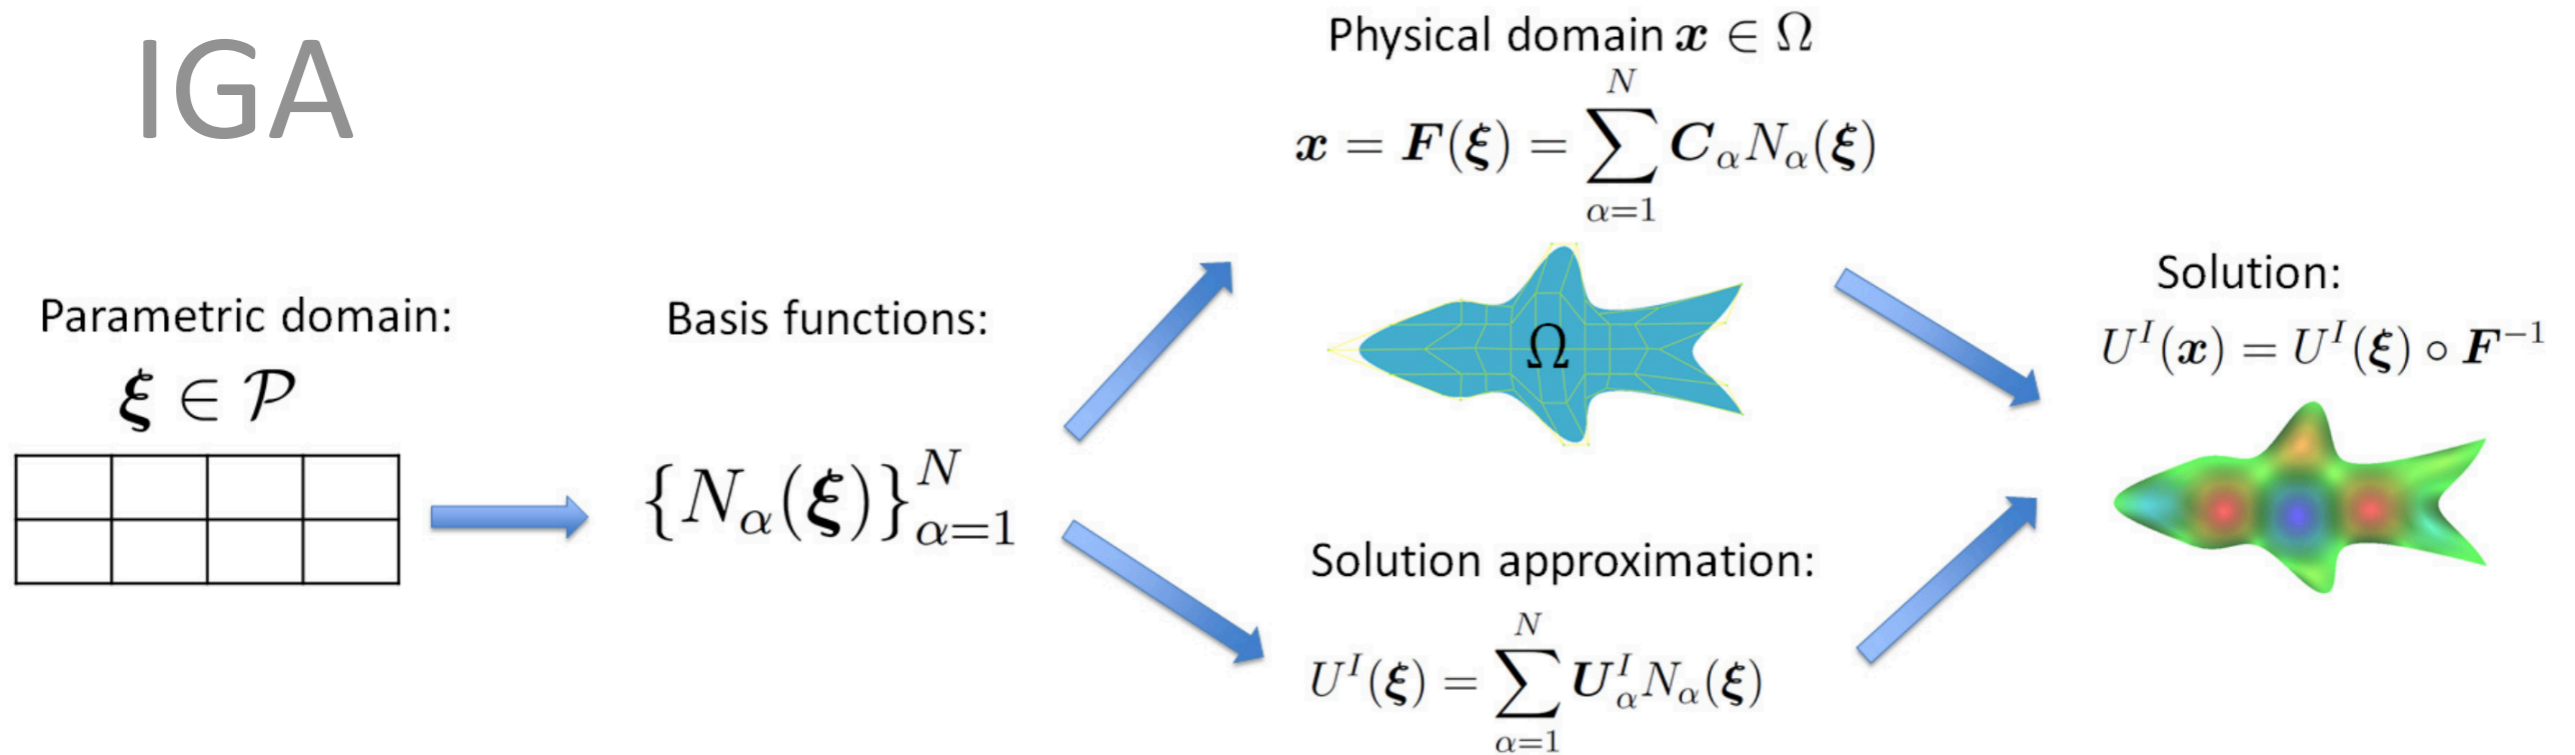 IGA
Parametric domain:
𝝃 ∈ 𝒫
Basis functions:
{N_α(𝝃)}_{α=1}^N
Physical domain 𝒙 ∈ Ω
𝒙 = 𝑭(𝝃) = ∑_{α=1}^N 𝑪_α N_α(𝝃)
Ω
Solution approximation:
U^I(𝝃) = ∑_{α=1}^N 𝑼_α^I N_α(𝝃)
Solution:
U^I(𝒙) = U^I(𝝃) ∘ 𝑭^{−1}